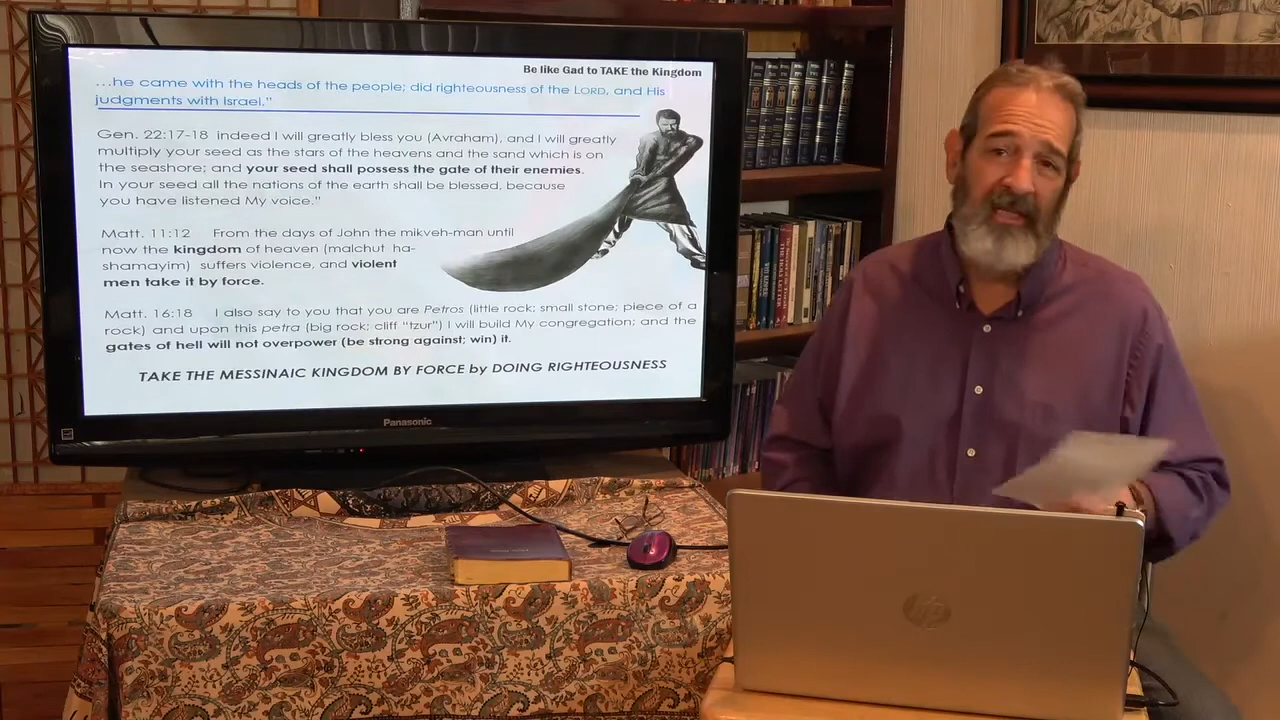 Be like Gad to TAKE the Kingdom
...he came with the heads of the people; did righteousness of the LORD, and His
judgments with Israel."
Gen. 22:17-18 indeed I will greatly bless you (Avraham), and I will greatly
multiply your seed as the stars of the heavens and the sand which is on
the seashore; and your seed shall possess the gate of their enemies.
In your seed all the nations of the earth shall be blessed, because
you have listened My voice."
Matt. 11:12 From the days of John the mikveh-man until
now the kingdom of heaven (malchut ha-
shamayim) suffers violence, and violent
men take it by force.
Matt. 16:18 I also say to you that you are Petros (little rock; small stone; piece of a
rock) and upon this petra (big rock; cliff "tzur") I will build My congregation; and the
gates of hell will not overpower (be strong against; win) it.
TAKE THE MESSINAIC KINGDOM BY FORCE by DOING RIGHTEOUSNESS
Panasonic
hp